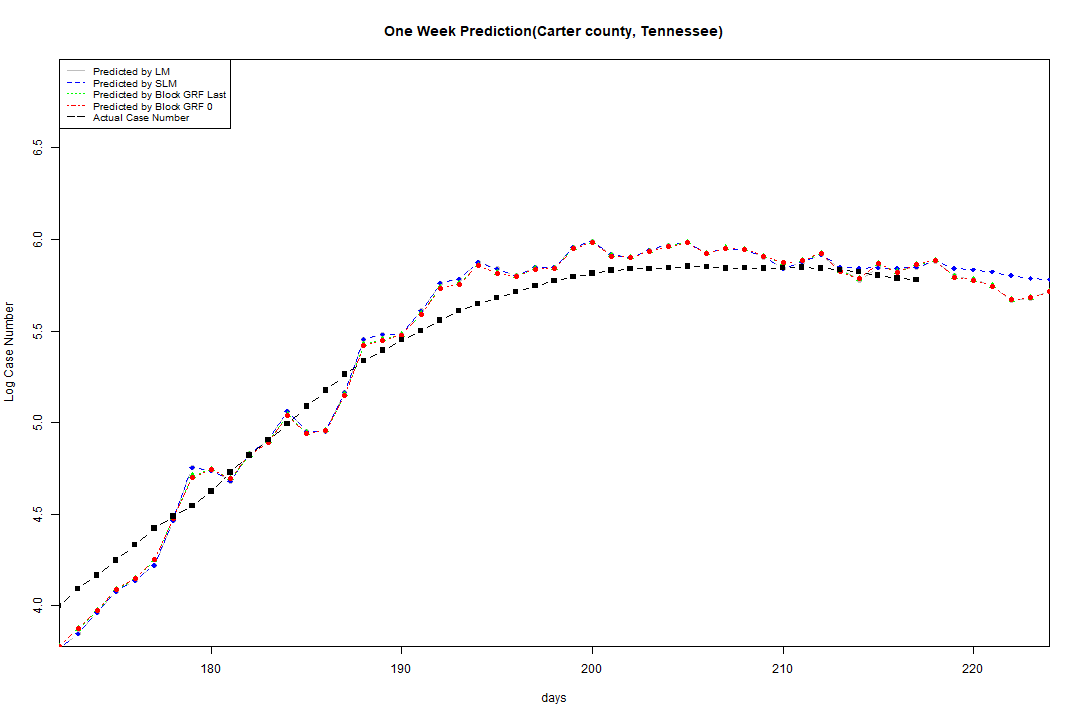 One Week Prediction(Carter county, Tennessee)
Predicted by LM
Predicted by SLM
Predicted by Block GRF Last
Predicted by Block GRF 0
Actual Case Number
6.5
6.0
5.5
5.0
4.5
4.0
Log Case Number
180 190 200 210 220
days